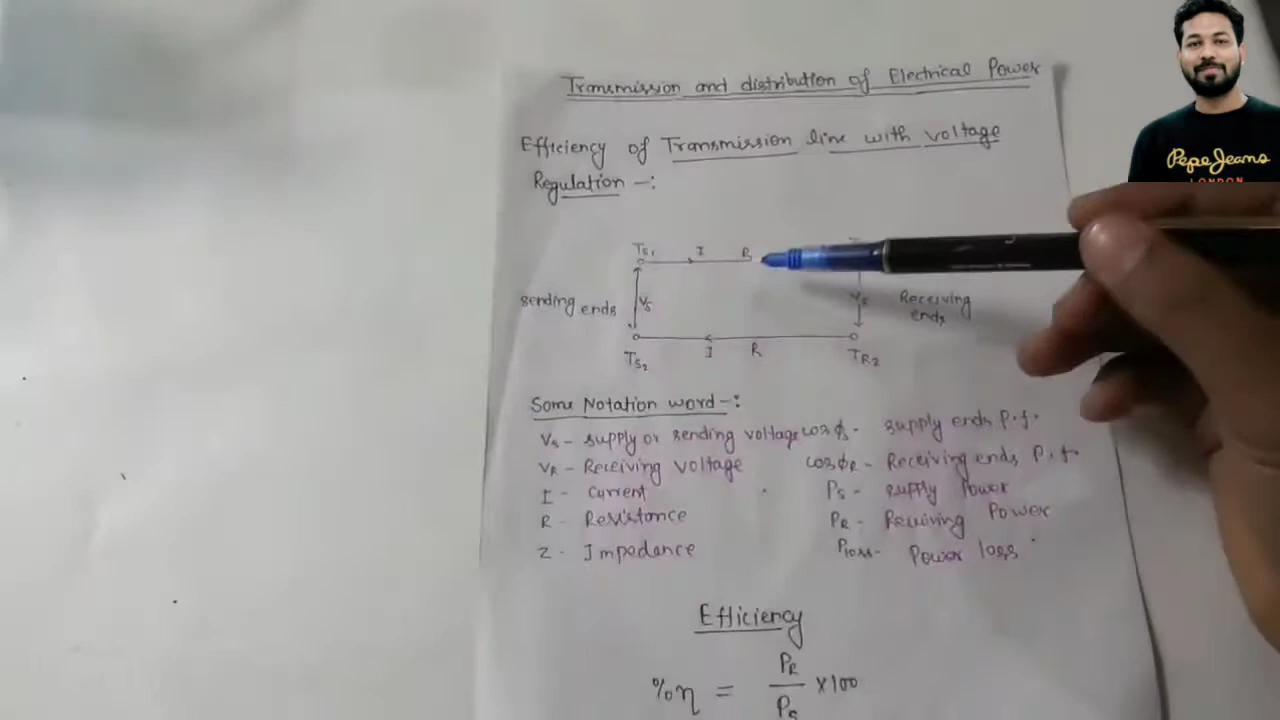 Transmission and distribution of Electrical Power
Efficiency of Transmission line with voltage
Regulation -:
TS1 I R
sending ends VS VR Receiving
ends
TS2 I R TR2
Some Notation word -:
VS - supply or sending voltage cosφS - supply ends P.f.
VR - Receiving voltage cosφR - Receiving ends P.f.
I - Current PS - supply Power
R - Resistance PR - Receiving Power
Z - Impedance Ploss - Power loss
Efficiency
%η = PR/PS ×100
Pepe Jeans
LONDON